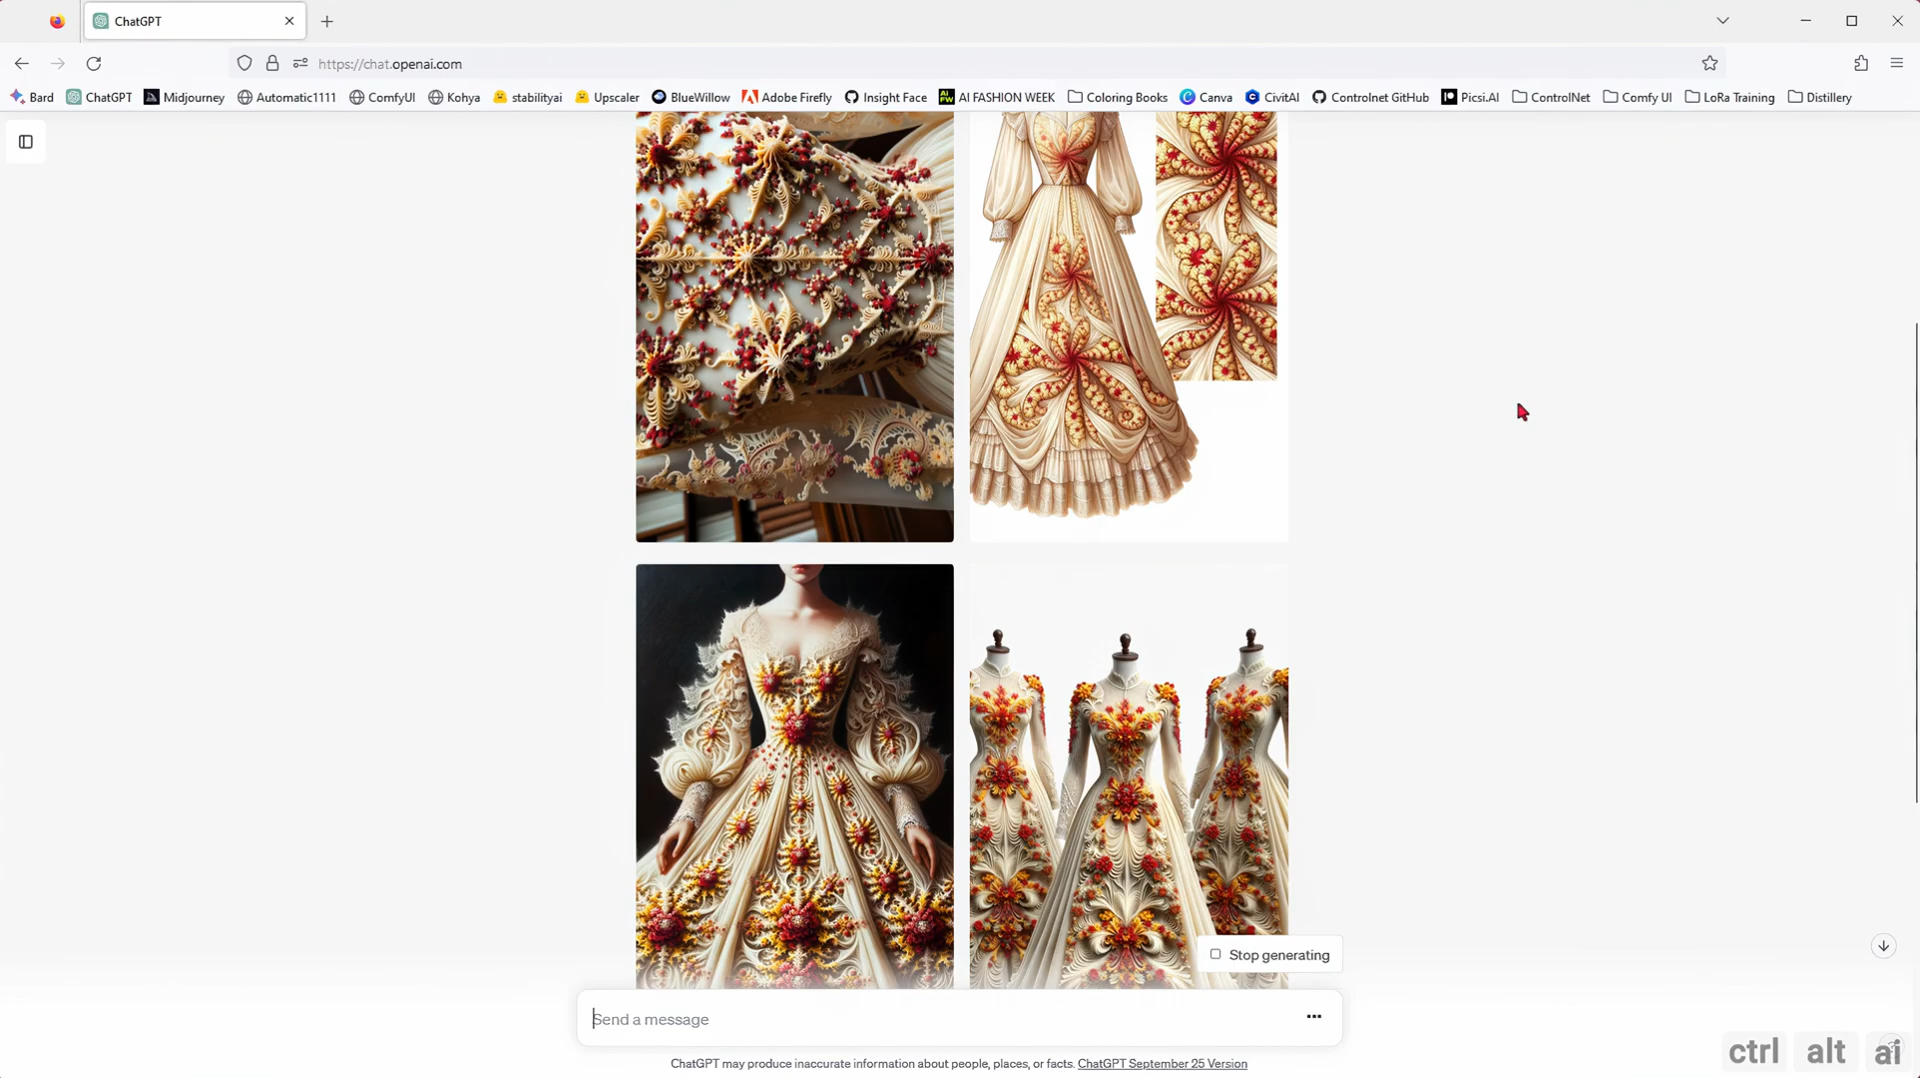 ChatGPT
https://chat.openai.com
Bard
ChatGPT
Midjourney
Automatic1111
ComfyUI
Kohya
stabilityai
Upscaler
BlueWillow
Adobe Firefly
Insight Face
AI FASHION WEEK
Coloring Books
Canva
CivitAI
Controlnet GitHub
Picsi.AI
ControlNet
Comfy UI
LoRa Training
Distillery
Stop generating
Send a message
ChatGPT may produce inaccurate information about people, places, or facts. ChatGPT September 25 Version
ctrl alt ai